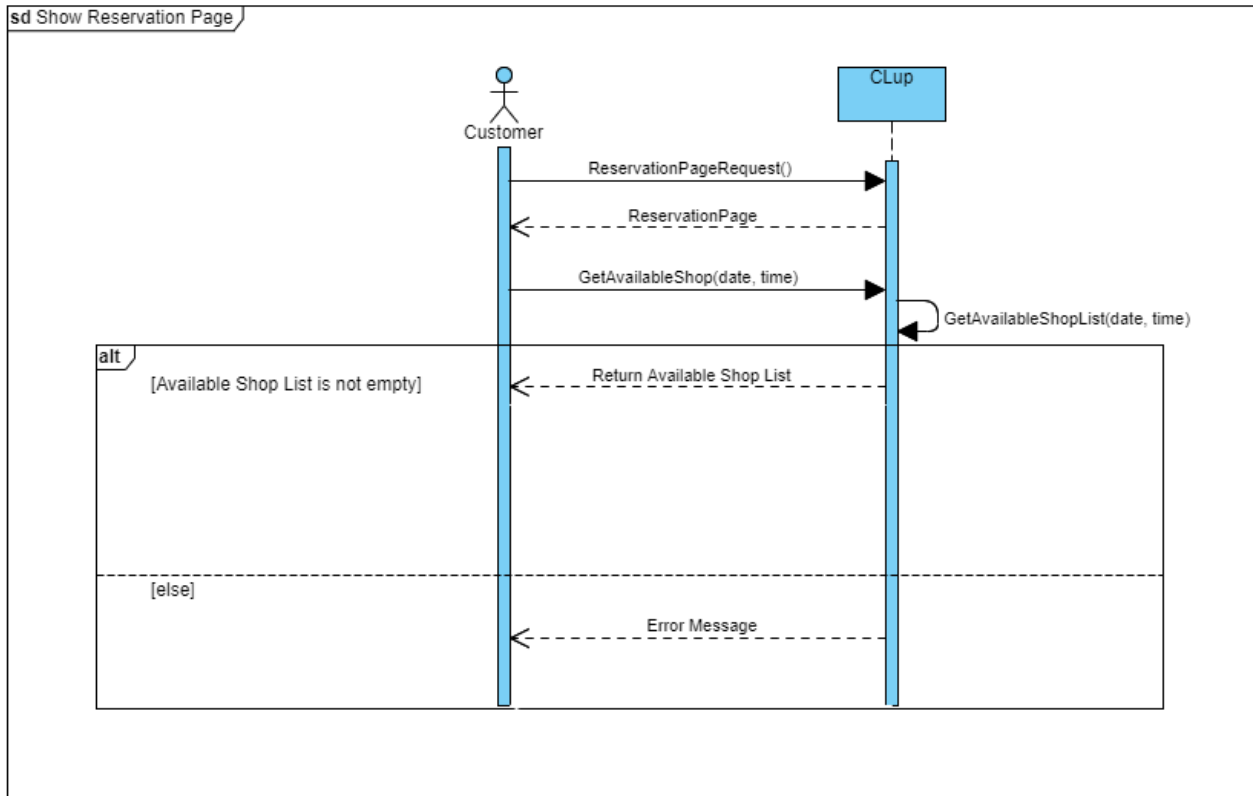 sd Show Reservation Page
Customer
CLup
ReservationPageRequest()
ReservationPage
GetAvailableShop(date, time)
GetAvailableShopList(date, time)
alt
[Available Shop List is not empty]
Return Available Shop List
[else]
Error Message